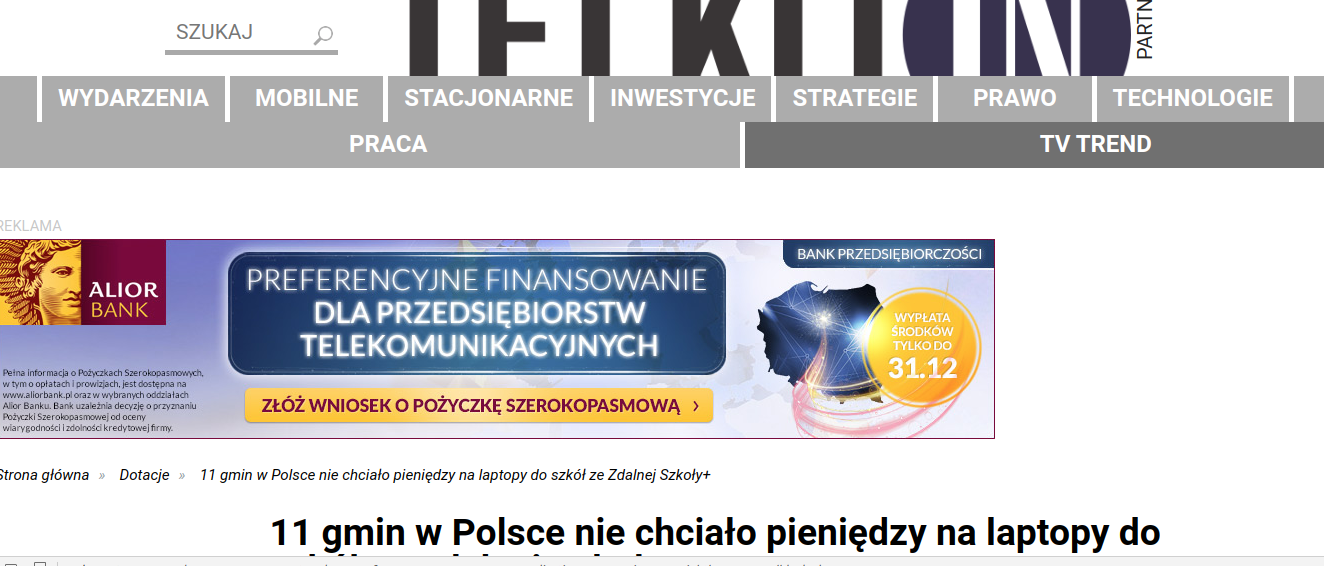 SZUKAJ
PARTN
WYDARZENIA MOBILNE STACJONARNE INWESTYCJE STRATEGIE PRAWO TECHNOLOGIE
PRACA TV TREND
REKLAMA
ALIOR
BANK
PREFERENCYJNE FINANSOWANIE
DLA PRZEDSIĘBIORSTW
TELEKOMUNIKACYJNYCH
ZŁÓŻ WNIOSEK O POŻYCZKĘ SZEROKOPASMOWĄ ›
BANK PRZEDSIĘBIORCZOŚCI
WYPŁATA
ŚRODKÓW
TYLKO DO
31.12
Pełna informacja o Pożyczkach Szerokopasmowych,
w tym o opłatach i prowizjach, jest dostępna na
www.aliorbank.pl oraz w wybranych oddziałach
Alior Banku. Bank uzależnia decyzję o przyznaniu
Pożyczki Szerokopasmowej od oceny
wiarygodności i zdolności kredytowej firmy.
Strona główna » Dotacje » 11 gmin w Polsce nie chciało pieniędzy na laptopy do szkół ze Zdalnej Szkoły+
11 gmin w Polsce nie chciało pieniędzy na laptopy do